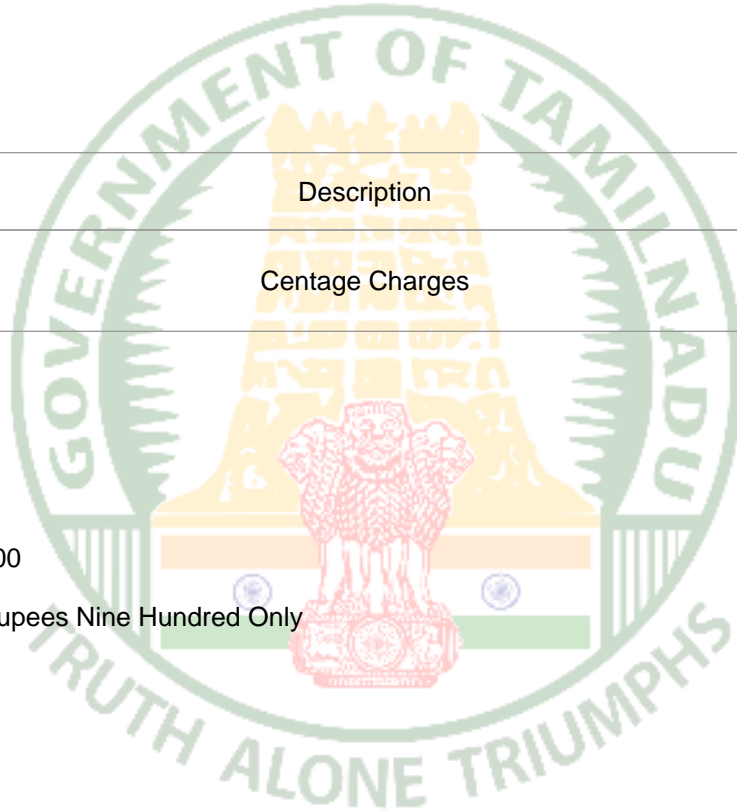 GOVERNMENT OF TAMILNADU
Description
Centage Charges
00
upees Nine Hundred Only
TRUTH ALONE TRIUMPHS